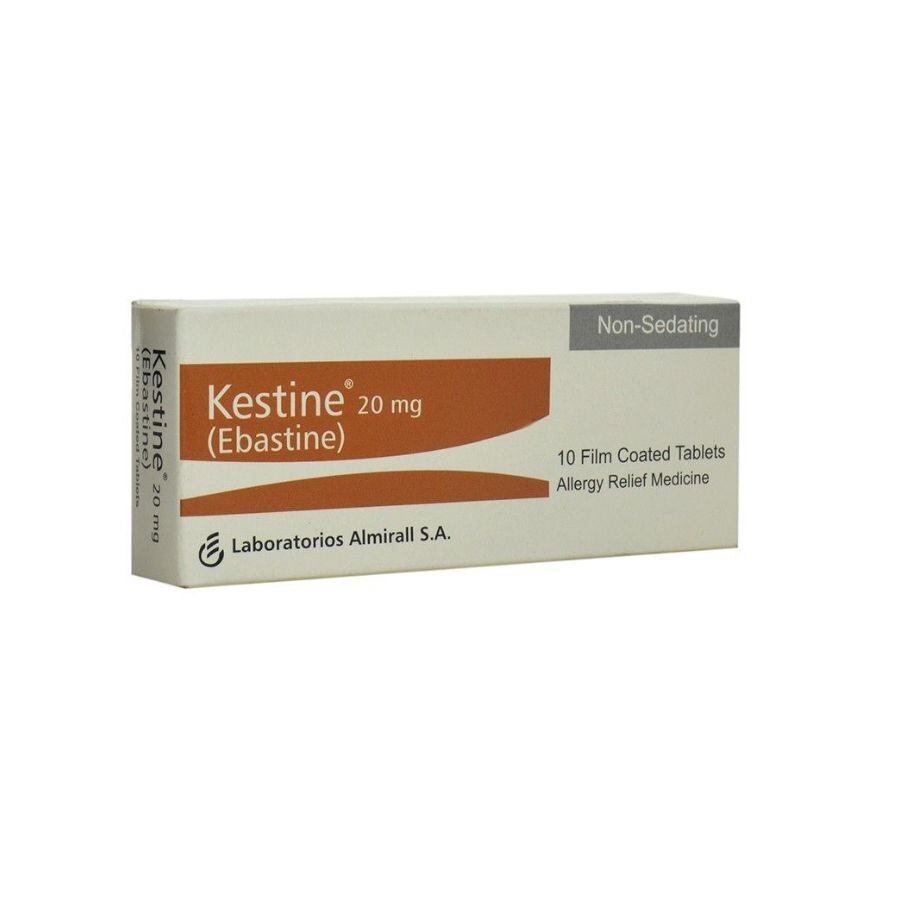 Non-Sedating
Kestine® 20 mg
(Ebastine)
10 Film Coated Tablets
Allergy Relief Medicine
Laboratorios Almirall S.A.
Kestine® 20 mg
(Ebastine)
10 Film Coated Tablets